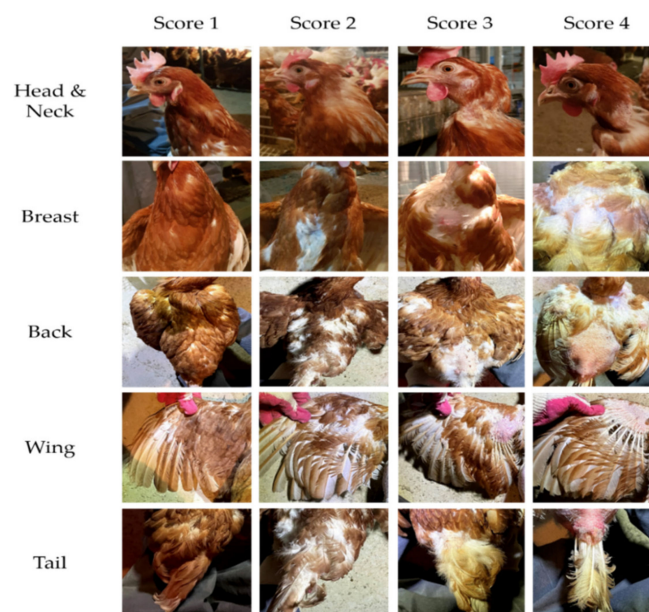 Score 1 Score 2 Score 3 Score 4
Head &
Neck
Breast
Back
Wing
Tail